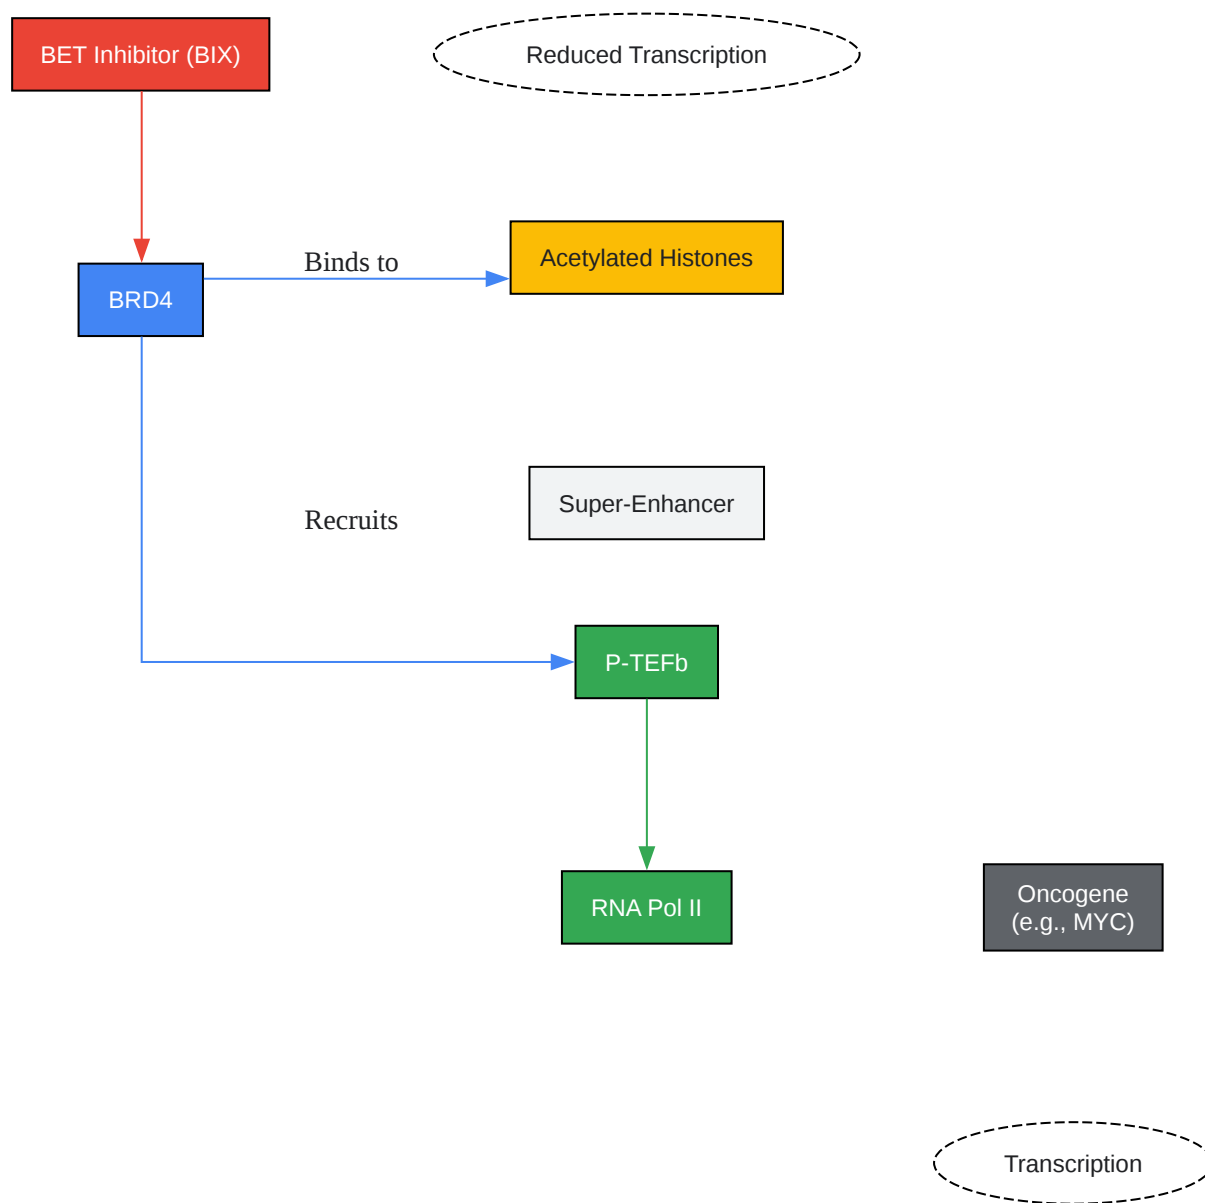 BET Inhibitor (BIX)
Reduced Transcription
Binds to
Acetylated Histones
BRD4
Super-Enhancer
Recruits
P-TEFb
RNA Pol II
Oncogene
(e.g., MYC)
Transcription